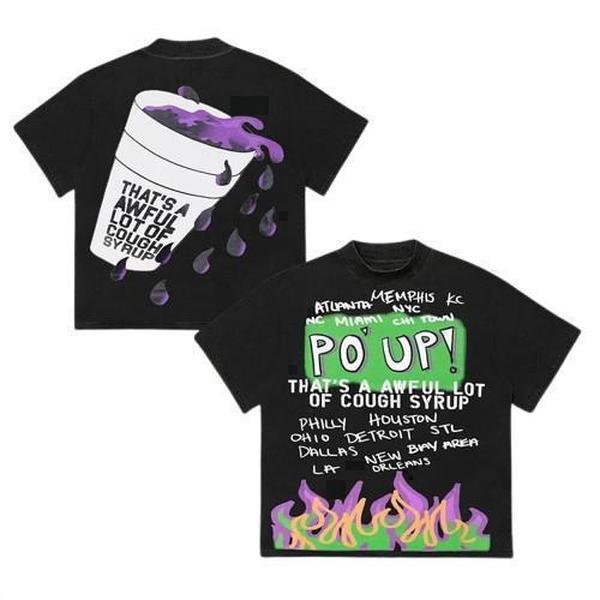 THAT'S A
AWFUL
LOT OF
COUGH
SYRUP
ATLANTA MEMPHIS KC
NYC
NC MIAMI CHI TOWN
PO' UP!
THAT'S A AWFUL LOT
OF COUGH SYRUP
PHILLY HOUSTON
OHIO DETROIT STL
DALLAS NEW BAY AREA
LA ORLEANS